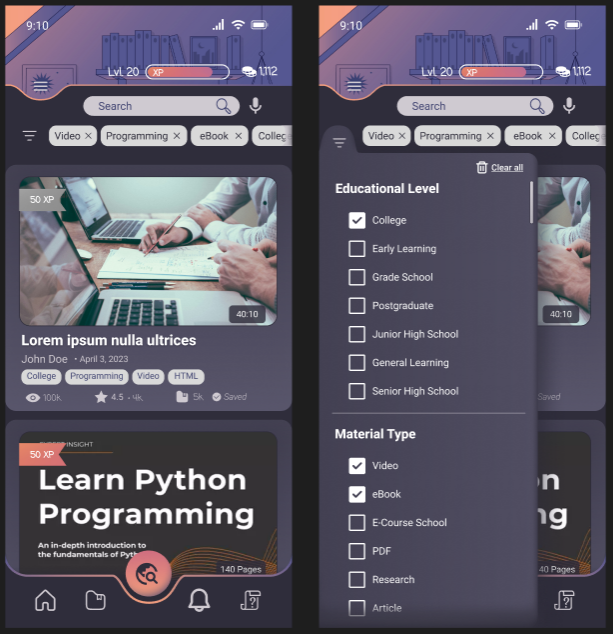 9:10
Lvl. 20 XP 1,112
Search
Video × Programming × eBook × Colleg
50 XP
40:10
Lorem ipsum nulla ultrices
John Doe • April 3, 2023
College Programming Video HTML
100k 4.5 • 4k 5k Saved
INSIGHT
50 XP
Learn Python
Programming
An in-depth introduction to
the fundamentals of Pyth
140 Pages
9:10
Lvl. 20 XP 1,112
Search
Video × Programming × eBook × Colleg
Clear all
Educational Level
College
Early Learning
Grade School
Postgraduate
Junior High School
General Learning
Senior High School
40:10
Saved
Material Type
Video
eBook
E-Course School
PDF
Research
Article
on
ng
40 Pages